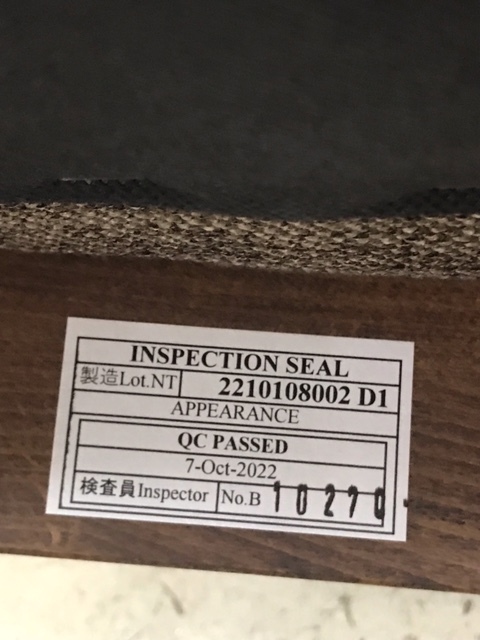 INSPECTION SEAL
製造Lot.NT 2210108002 D1
APPEARANCE
QC PASSED
7-Oct-2022
検査員Inspector No.B 10270